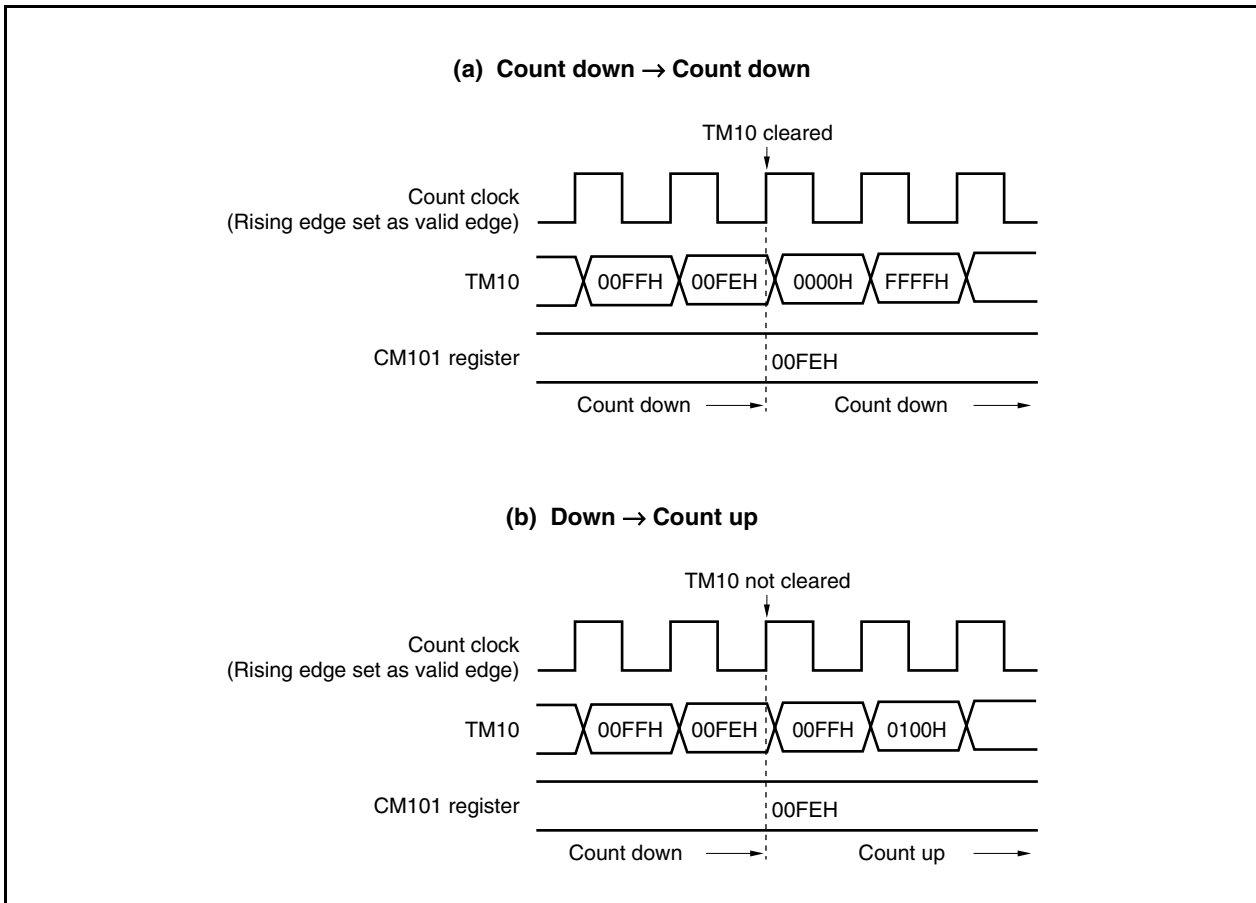 (a) Count down → Count down
TM10 cleared
Count clock
(Rising edge set as valid edge)
TM10
00FFH 00FEH 0000H FFFFH
CM101 register
00FEH
Count down Count down
(b) Down → Count up
TM10 not cleared
Count clock
(Rising edge set as valid edge)
TM10
00FFH 00FEH 00FFH 0100H
CM101 register
00FEH
Count down Count up